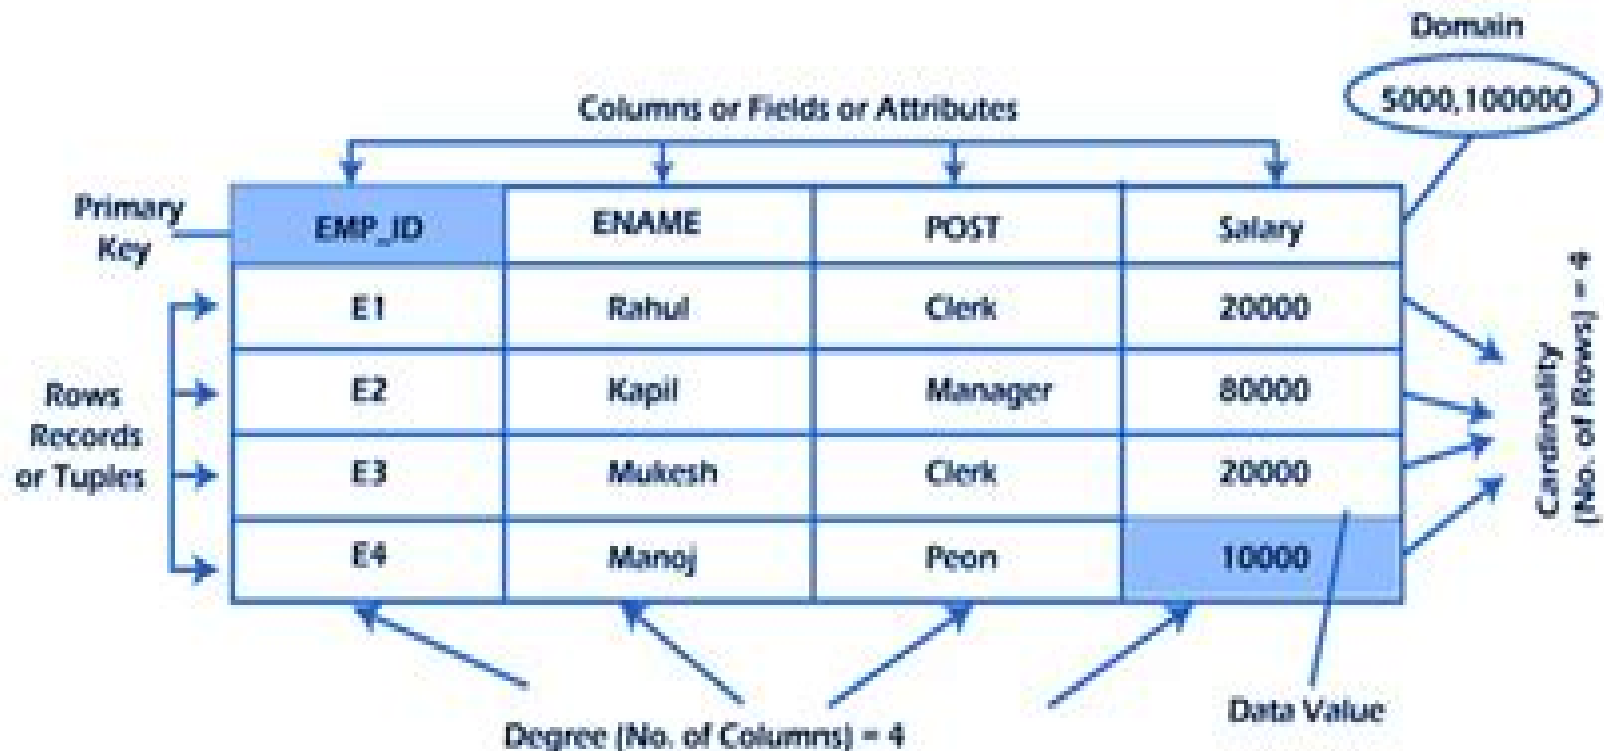 Domain
5000,100000
Columns or Fields or Attributes
Primary
Key
EMP_ID ENAME POST Salary
E1 Rahul Clerk 20000
E2 Kapil Manager 80000
E3 Mukesh Clerk 20000
E4 Manoj Peon 10000
Rows
Records
or Tuples
Cardinality
(No. of Rows) = 4
Degree (No. of Columns) = 4
Data Value